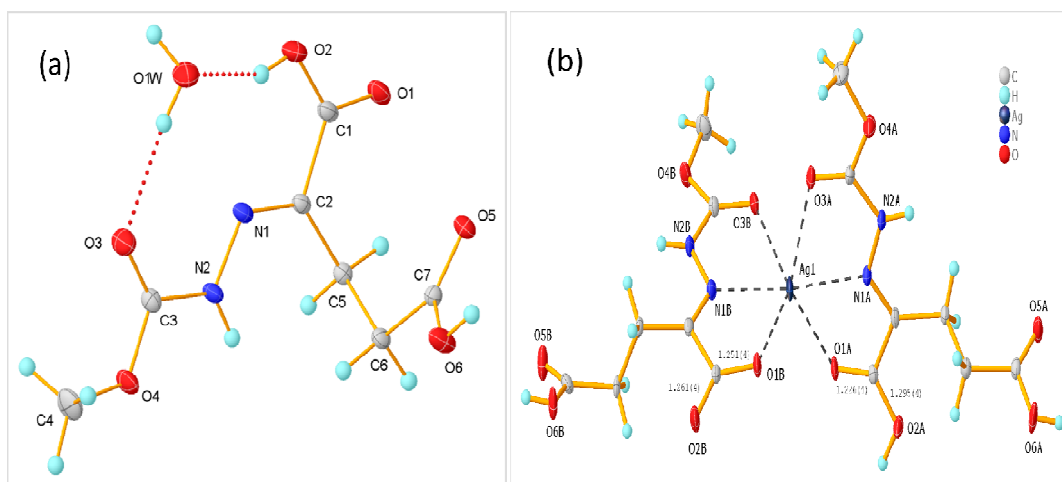 (a)
O2
O1W
O1
C1
C2
O5
N1
O3
N2
C7
C5
C3
C6
O6
O4
C4
(b)
C
H
Ag
N
O
O4A
O4B
O3A
N2A
C3B
N2B
Ag1
N1A
N1B
O5A
O5B
1.251(4)
O1A
O1B
1.261(4)
1.226(4)
1.295(4)
O6B
O2B
O2A
O6A